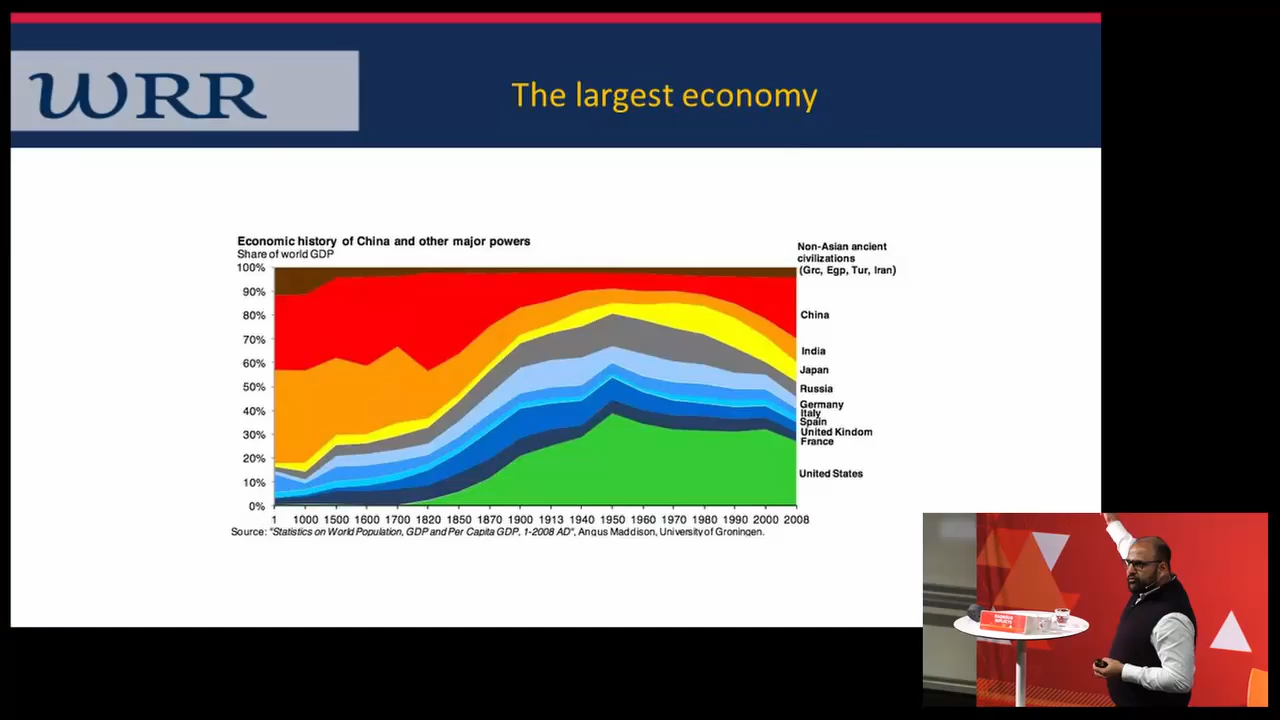 WRR
The largest economy
Economic history of China and other major powers
Share of world GDP
100%
90%
80%
70%
60%
50%
40%
30%
20%
10%
0%
1 1000 1500 1600 1700 1820 1850 1870 1900 1913 1940 1950 1960 1970 1980 1990 2000 2008
Non-Asian ancient
civilizations
(Grc, Egp, Tur, Iran)
China
India
Japan
Russia
Germany
Italy
Spain
United Kindom
France
United States
Source: "Statistics on World Population, GDP and Per Capita GDP, 1-2008 AD", Angus Maddison, University of Groningen.